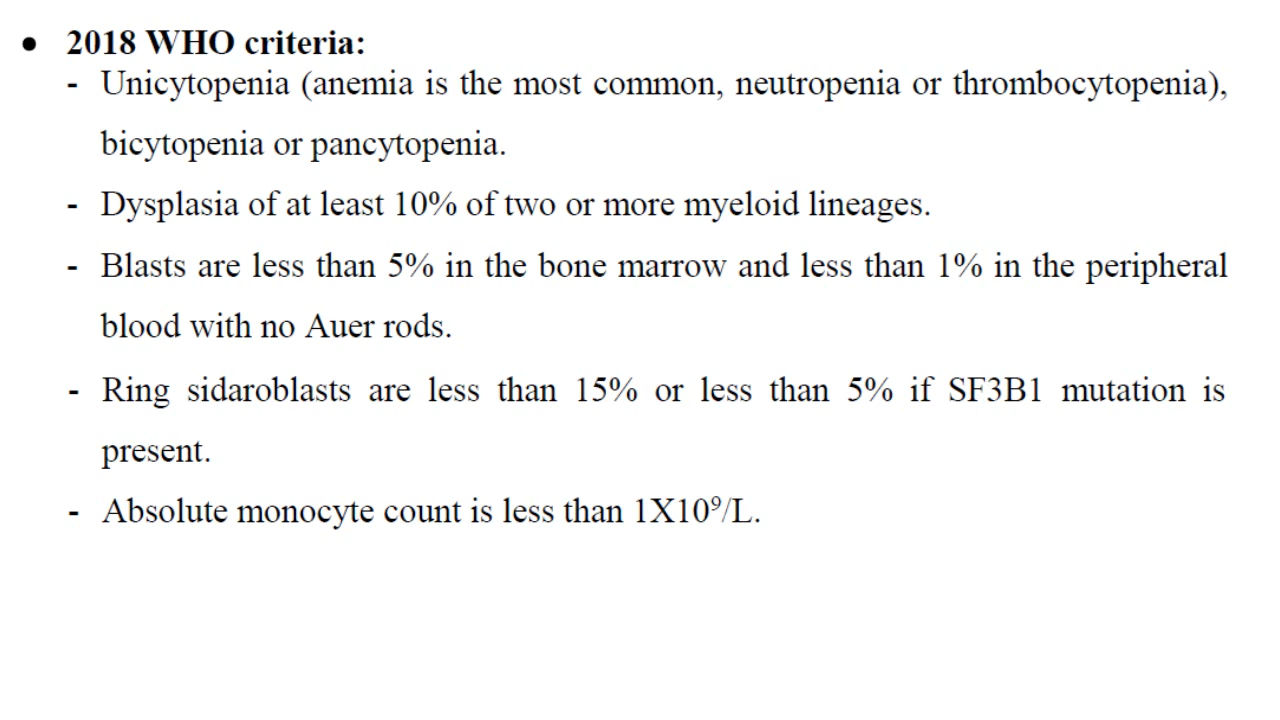 • 2018 WHO criteria:
- Unicytopenia (anemia is the most common, neutropenia or thrombocytopenia),
bicytopenia or pancytopenia.
- Dysplasia of at least 10% of two or more myeloid lineages.
- Blasts are less than 5% in the bone marrow and less than 1% in the peripheral
blood with no Auer rods.
- Ring sidaroblasts are less than 15% or less than 5% if SF3B1 mutation is
present.
- Absolute monocyte count is less than 1X10⁹/L.